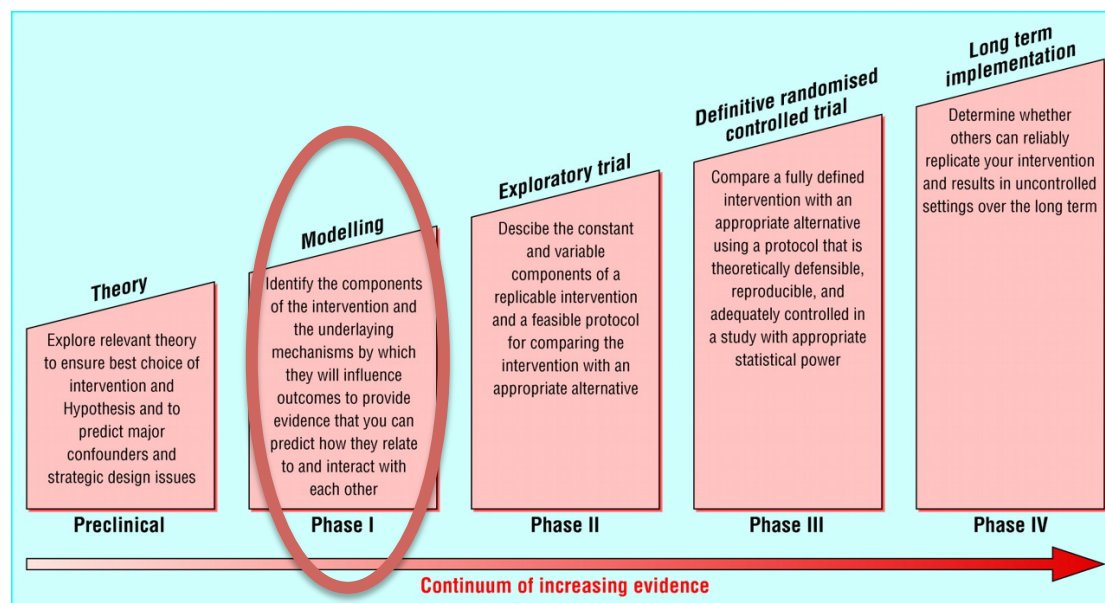 Theory
Explore relevant theory
to ensure best choice of
intervention and
Hypothesis and to
predict major
confounders and
strategic design issues
Preclinical
Modelling
Identify the components
of the intervention and
the underlaying
mechanisms by which
they will influence
outcomes to provide
evidence that you can
predict how they relate
to and interact with
each other
Phase I
Exploratory trial
Descibe the constant
and variable
components of a
replicable intervention
and a feasible protocol
for comparing the
intervention with an
appropriate alternative
Phase II
Definitive randomised
controlled trial
Compare a fully defined
intervention with an
appropriate alternative
using a protocol that is
theoretically defensible,
reproducible, and
adequately controlled in
a study with appropriate
statistical power
Phase III
Long term
implementation
Determine whether
others can reliably
replicate your intervention
and results in uncontrolled
settings over the long term
Phase IV
Continuum of increasing evidence